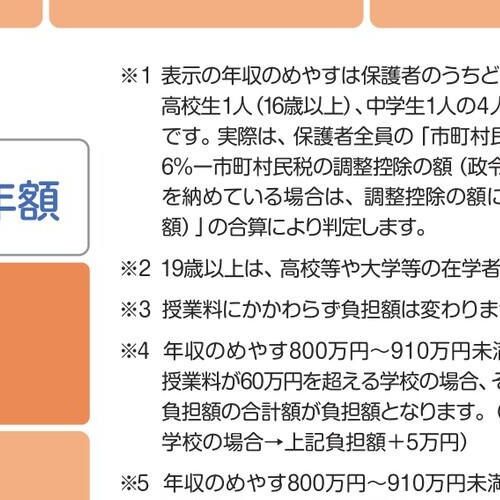 ※1 表示の年収のめやすは保護者のうちど
高校生1人（16歳以上）、中学生1人の4人
です。実際は、保護者全員の「市町村民
6%ー市町村民税の調整控除の額（政令
を納めている場合は、調整控除の額に
額）」の合算により判定します。
年額
※2 19歳以上は、高校等や大学等の在学者
※3 授業料にかかわらず負担額は変わりま
※4 年収のめやす800万円～910万円未満
授業料が60万円を超える学校の場合、そ
負担額の合計額が負担額となります。（
学校の場合→上記負担額＋5万円）
※5 年収のめやす800万円～910万円未満